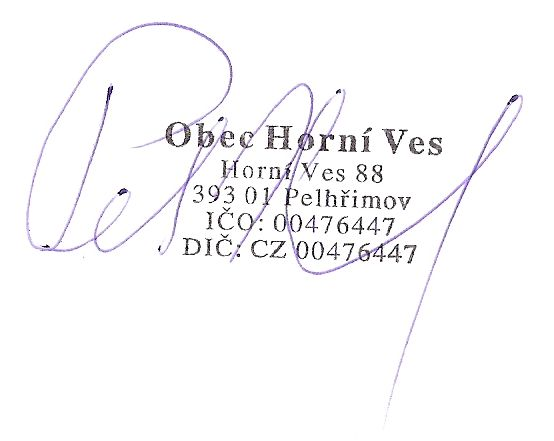 Obec Horní Ves
Horní Ves 88
393 01 Pelhřimov
IČO: 00476447
DIČ: CZ 00476447